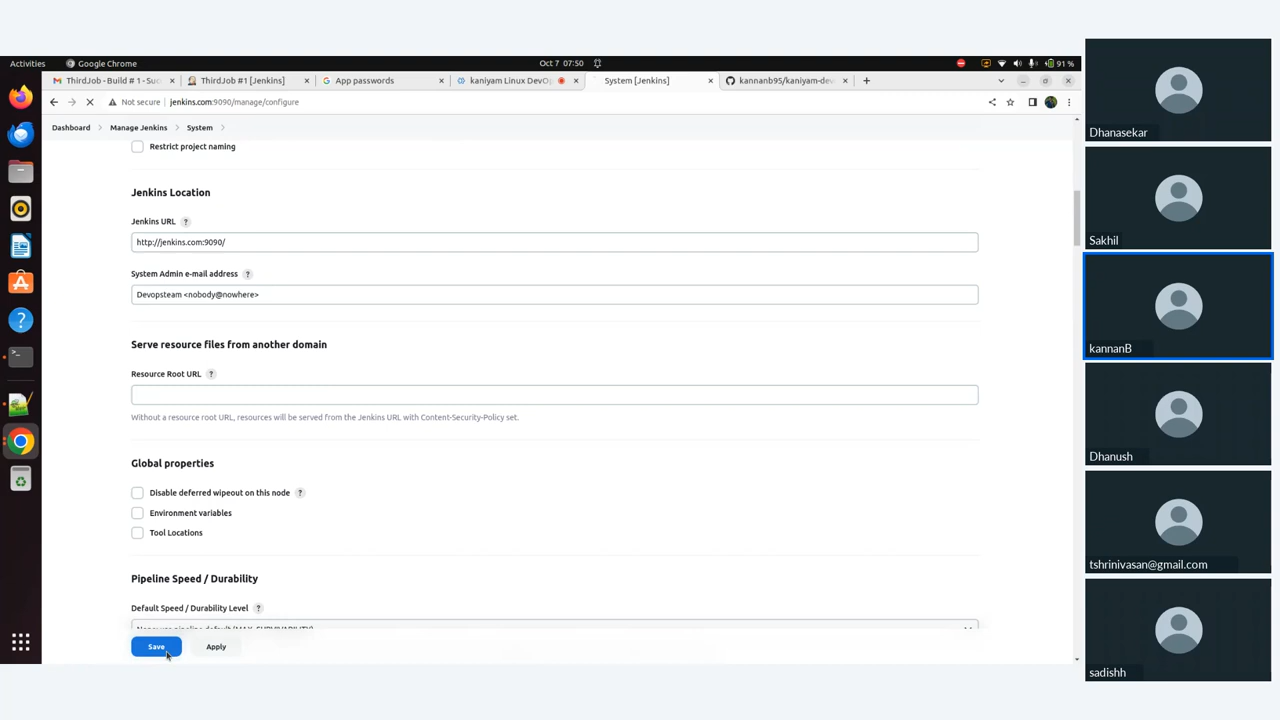 Activities
Google Chrome
Oct 7 07:50
91 %
ThirdJob - Build # 1 - Suc
ThirdJob #1 [Jenkins]
App passwords
kaniyam Linux DevOp
System [Jenkins]
kannanb95/kaniyam-dev
Not secure
jenkins.com:9090/manage/configure
Dashboard
Manage Jenkins
System
Restrict project naming
Jenkins Location
Jenkins URL ?
http://jenkins.com:9090/
System Admin e-mail address ?
Devopsteam <nobody@nowhere>
Serve resource files from another domain
Resource Root URL ?
Without a resource root URL, resources will be served from the Jenkins URL with Content-Security-Policy set.
Global properties
Disable deferred wipeout on this node ?
Environment variables
Tool Locations
Pipeline Speed / Durability
Default Speed / Durability Level ?
Save
Apply
Dhanasekar
Sakhil
kannanB
Dhanush
tshrinivasan@gmail.com
sadishh